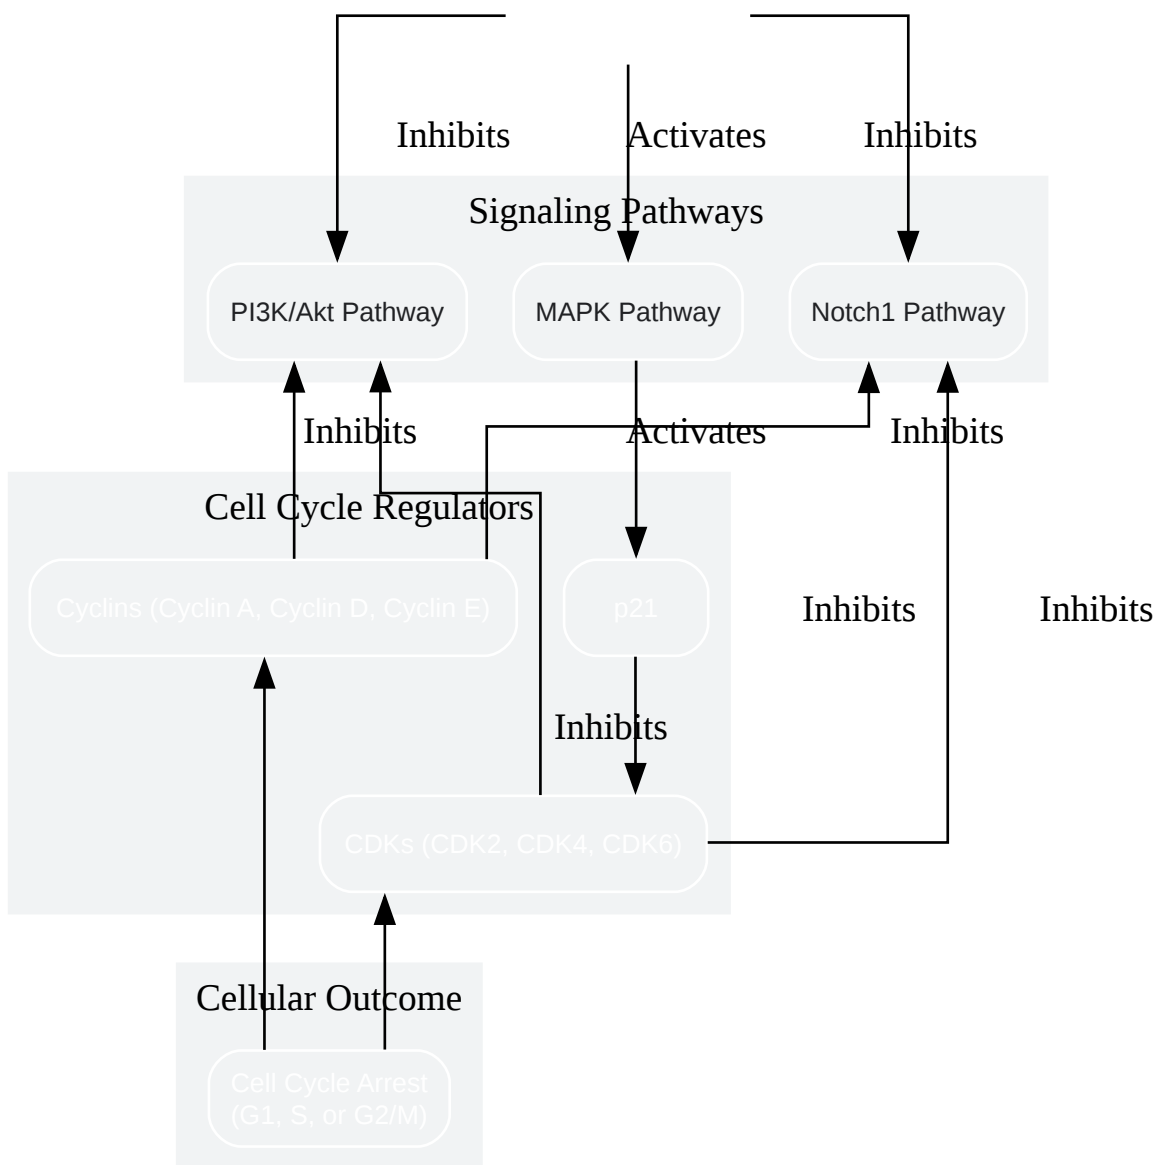 Inhibits
Activates
Inhibits
Signaling Pathways
PI3K/Akt Pathway
MAPK Pathway
Notch1 Pathway
Inhibits
Activates
Inhibits
Cell Cycle Regulators
Cyclins (Cyclin A, Cyclin D, Cyclin E)
p21
Inhibits
Inhibits
Inhibits
CDKs (CDK2, CDK4, CDK6)
Cellular Outcome
Cell Cycle Arrest
(G1, S, or G2/M)